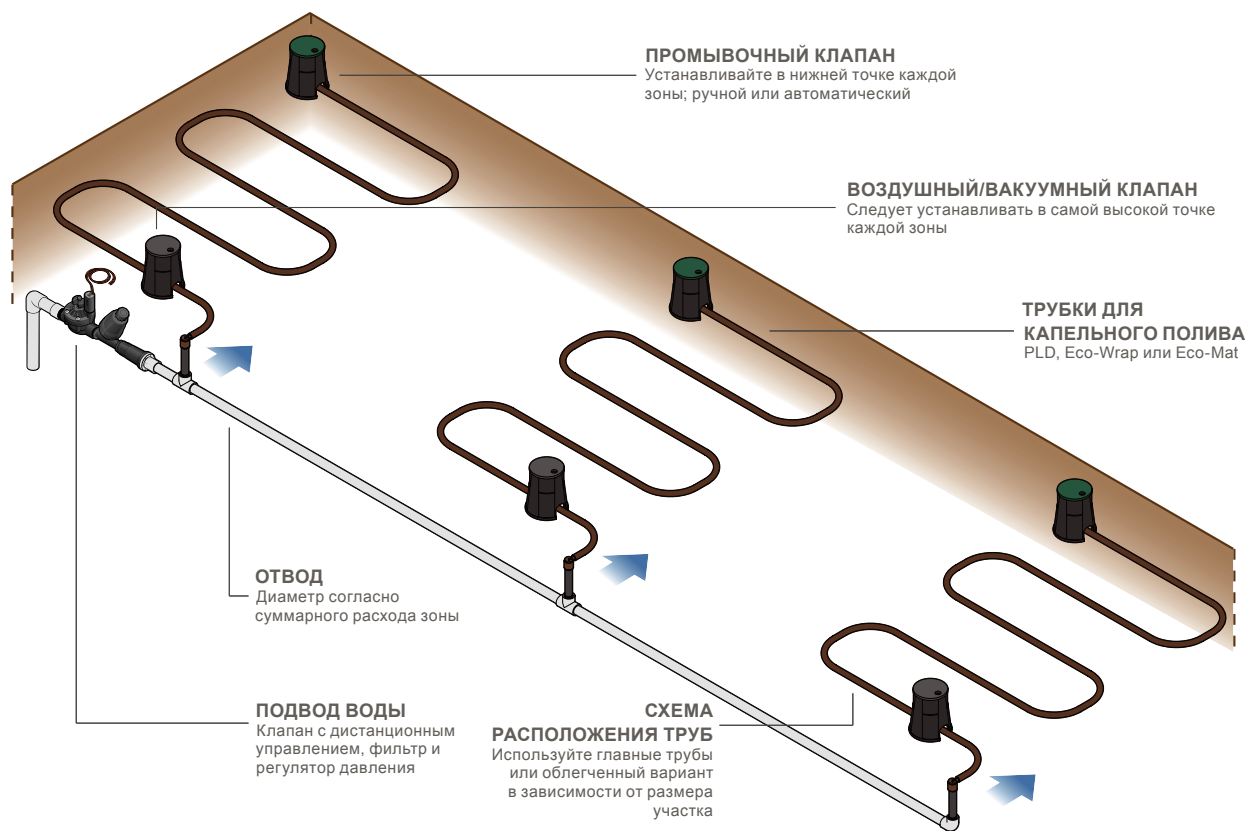 ПРОМЫВОЧНЫЙ КЛАПАН
Устанавливайте в нижней точке каждой
зоны; ручной или автоматический
ВОЗДУШНЫЙ/ВАКУУМНЫЙ КЛАПАН
Следует устанавливать в самой высокой точке
каждой зоны
ТРУБКИ ДЛЯ
КАПЕЛЬНОГО ПОЛИВА
PLD, Eco-Wrap или Eco-Mat
ОТВОД
Диаметр согласно
суммарного расхода зоны
ПОДВОД ВОДЫ
Клапан с дистанционным
управлением, фильтр и
регулятор давления
СХЕМА
РАСПОЛОЖЕНИЯ ТРУБ
Используйте главные трубы
или облегченный вариант
в зависимости от размера
участка